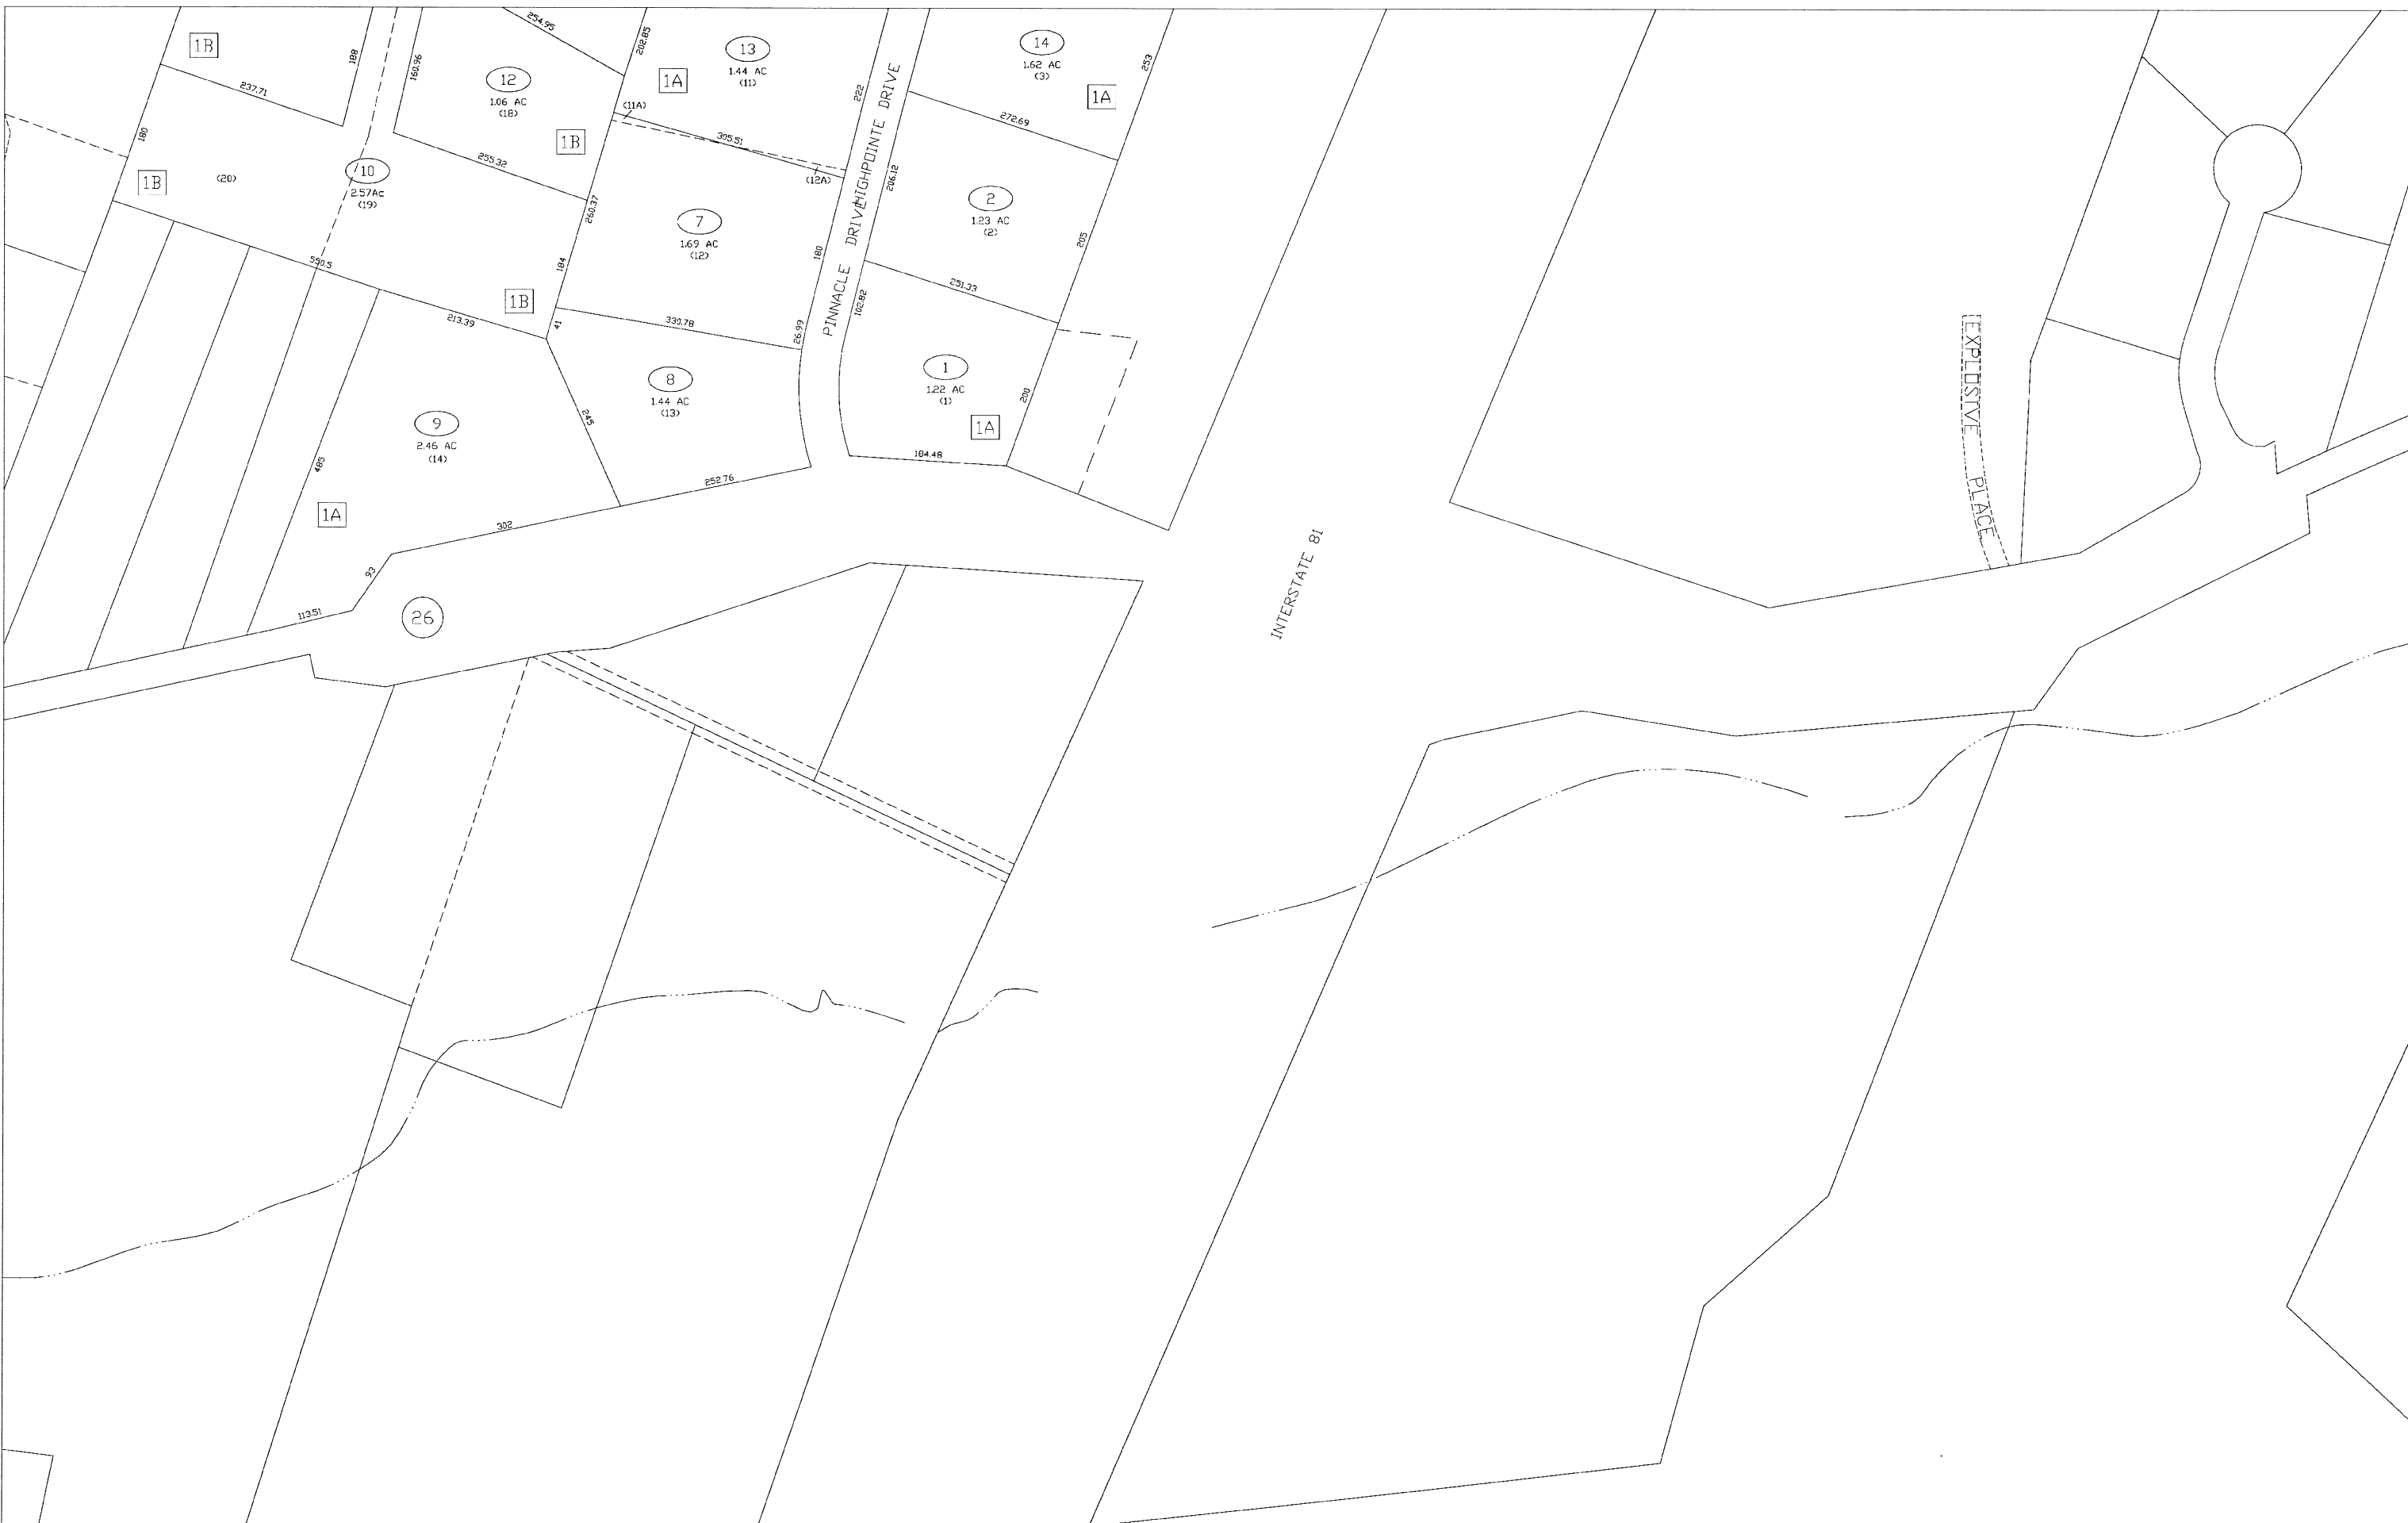 1B
188
237.71
180
1B
(20)
10
2.57Ac
(19)
550.5
160.96
254.95
12
1.06 AC
(18)
1B
255.32
202.85
13
1.44 AC
(11)
1A
(11A)
305.51
(12A)
222
HIGHPOINTE DRIVE
PINNACLE DRIVE
14
1.62 AC
(3)
1A
253
272.69
206.12
2
1.23 AC
(2)
205
251.33
260.37
184
7
1.69 AC
(12)
180
1B
41
330.78
26.99
102.82
213.39
245
8
1.44 AC
(13)
1
1.22 AC
(1)
1A
200
184.48
9
2.46 AC
(14)
485
1A
252.76
302
93
113.51
26
INTERSTATE 81
EXPLOSIVE PLACE